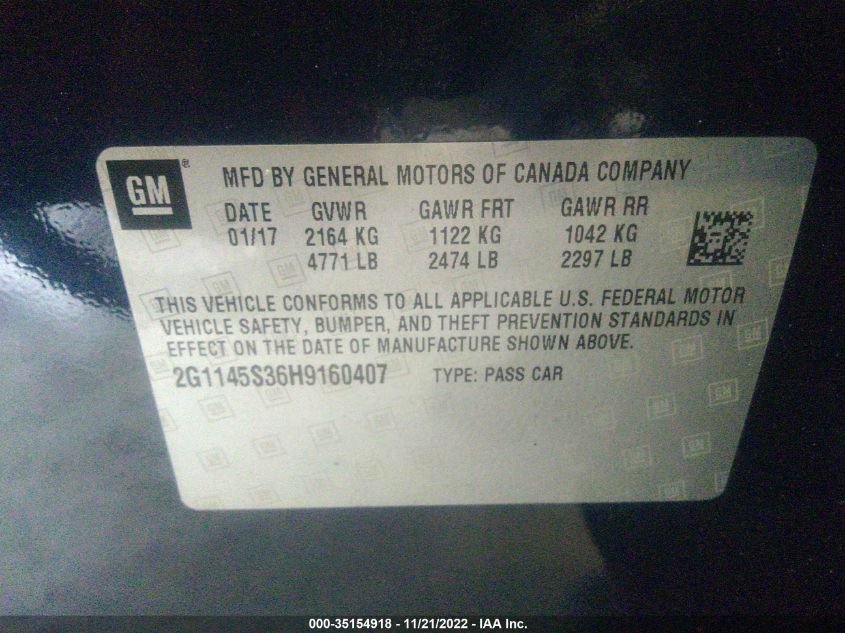 GM ® MFD BY GENERAL MOTORS OF CANADA COMPANY
DATE GVWR GAWR FRT GAWR RR
01/17 2164 KG 1122 KG 1042 KG
4771 LB 2474 LB 2297 LB
THIS VEHICLE CONFORMS TO ALL APPLICABLE U.S. FEDERAL MOTOR
VEHICLE SAFETY, BUMPER, AND THEFT PREVENTION STANDARDS IN
EFFECT ON THE DATE OF MANUFACTURE SHOWN ABOVE.
2G1145S36H9160407 TYPE: PASS CAR
000-35154918 - 11/21/2022 - IAA Inc.